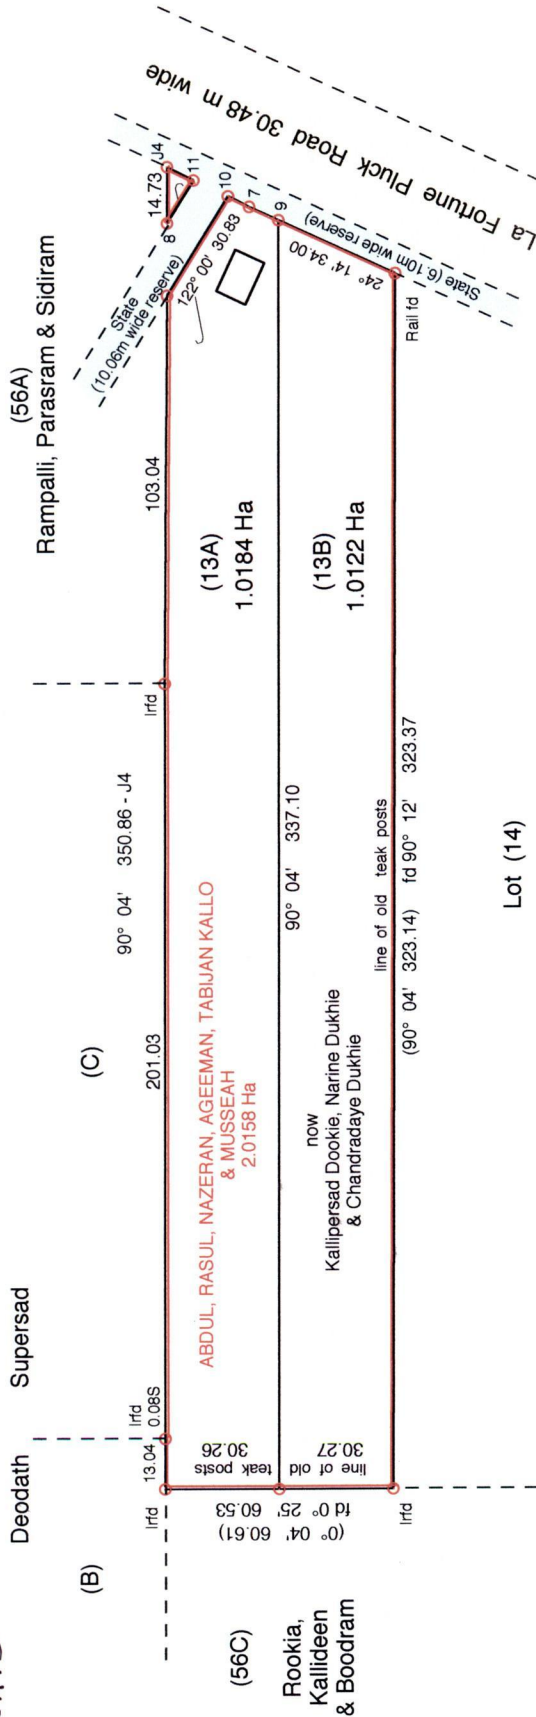 (56A)
Rampalli, Parasram & Sidiram
Deodath
Supersad
(B)
(C)
90° 04' 350.86 - J4
State
(10.06m wide reserve)
La Fortune Pluck Road 30.48 m wide
State (6.10m wide reserve)
14.73
J4
8
11
10
7
9
Irfd
13.04
Irfd
0.08S
201.03
Irfd
103.04
122° 00' 30.83
24° 14' 34.00
Rail fd
(13A)
1.0184 Ha
ABDUL, RASUL, NAZERAN, AGEEMAN, TABIJAN KALLO
& MUSSEAH
2.0158 Ha
90° 04' 337.10
(13B)
1.0122 Ha
now
Kallipersad Dookie, Narine Dukhie
& Chandradaye Dukhie
line of old teak posts
(90° 04' 323.14) fd 90° 12' 323.37
(0° 04' 60.61)
fd 0° 25' 60.53
line of old teak posts
30.27
30.26
Irfd
(56C)
Rookia,
Kallideen
& Boodram
Lot (14)